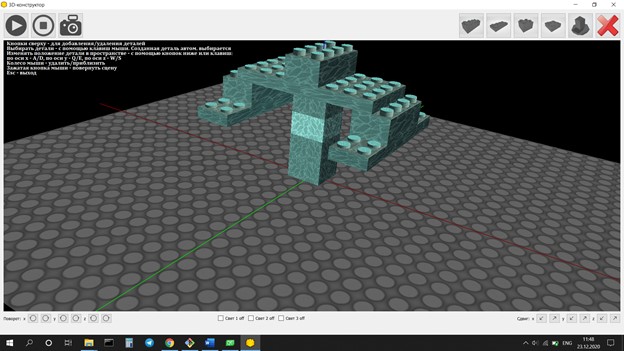 3D-конструктор
Кнопки сверху - для добавления/удаления деталей
Выбирать детали - с помощью клавиш мыши. Созданная деталь автом. выбирается
Изменять положение детали в пространстве - с помощью кнопок ниже или клавиш:
по оси x - A/D, по оси y - Q/E, по оси z - W/S
Колесо мыши - удалить/приблизить
Зажатая кнопка мыши - повернуть сцену
Esc - выход
Поворот: x y z Свет 1 off Свет 2 off Свет 3 off Сдвиг: x y z
ENG
11:48
23.12.2020